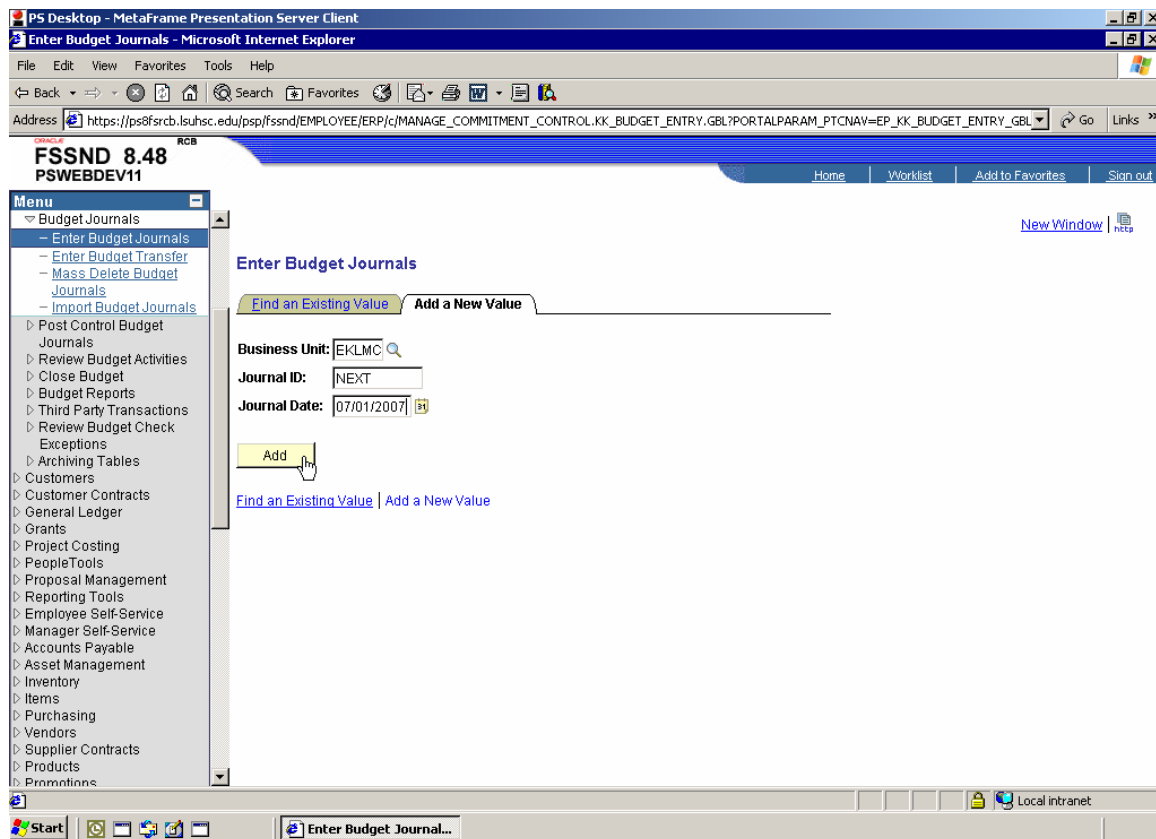 PS Desktop - MetaFrame Presentation Server Client
Enter Budget Journals - Microsoft Internet Explorer
File Edit View Favorites Tools Help
Back Search Favorites
Address https://ps8fsrcb.lsuhsc.edu/psp/fssnd/EMPLOYEE/ERP/c/MANAGE_COMMITMENT_CONTROL.KK_BUDGET_ENTRY.GBL?PORTALPARAM_PTCNAV=EP_KK_BUDGET_ENTRY_GBL Go Links »
ORACLE RCB
FSSND 8.48
PSWEBDEV11
Home Worklist Add to Favorites Sign out
Menu
Budget Journals
– Enter Budget Journals
– Enter Budget Transfer
– Mass Delete Budget
Journals
– Import Budget Journals
Post Control Budget
Journals
Review Budget Activities
Close Budget
Budget Reports
Third Party Transactions
Review Budget Check
Exceptions
Archiving Tables
Customers
Customer Contracts
General Ledger
Grants
Project Costing
PeopleTools
Proposal Management
Reporting Tools
Employee Self-Service
Manager Self-Service
Accounts Payable
Asset Management
Inventory
Items
Purchasing
Vendors
Supplier Contracts
Products
Promotions
New Window | http
Enter Budget Journals
Find an Existing Value Add a New Value
Business Unit: EKLMC
Journal ID: NEXT
Journal Date: 07/01/2007 31
Add
Find an Existing Value | Add a New Value
Local intranet
Start Enter Budget Journal...